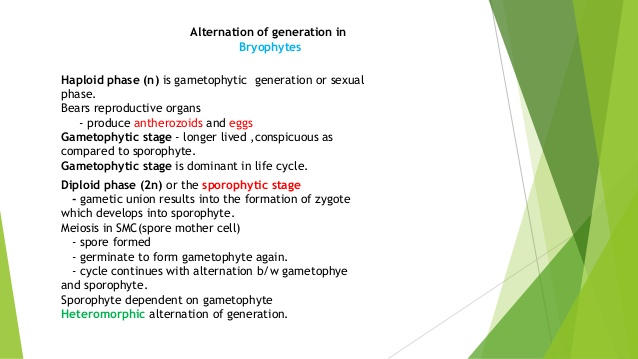 Alternation of generation in
Bryophytes
Haploid phase (n) is gametophytic generation or sexual
phase.
Bears reproductive organs
- produce antherozoids and eggs
Gametophytic stage - longer lived ,conspicuous as
compared to sporophyte.
Gametophytic stage is dominant in life cycle.
Diploid phase (2n) or the sporophytic stage
- gametic union results into the formation of zygote
which develops into sporophyte.
Meiosis in SMC(spore mother cell)
- spore formed
- germinate to form gametophyte again.
- cycle continues with alternation b/w gametophye
and sporophyte.
Sporophyte dependent on gametophyte
Heteromorphic alternation of generation.